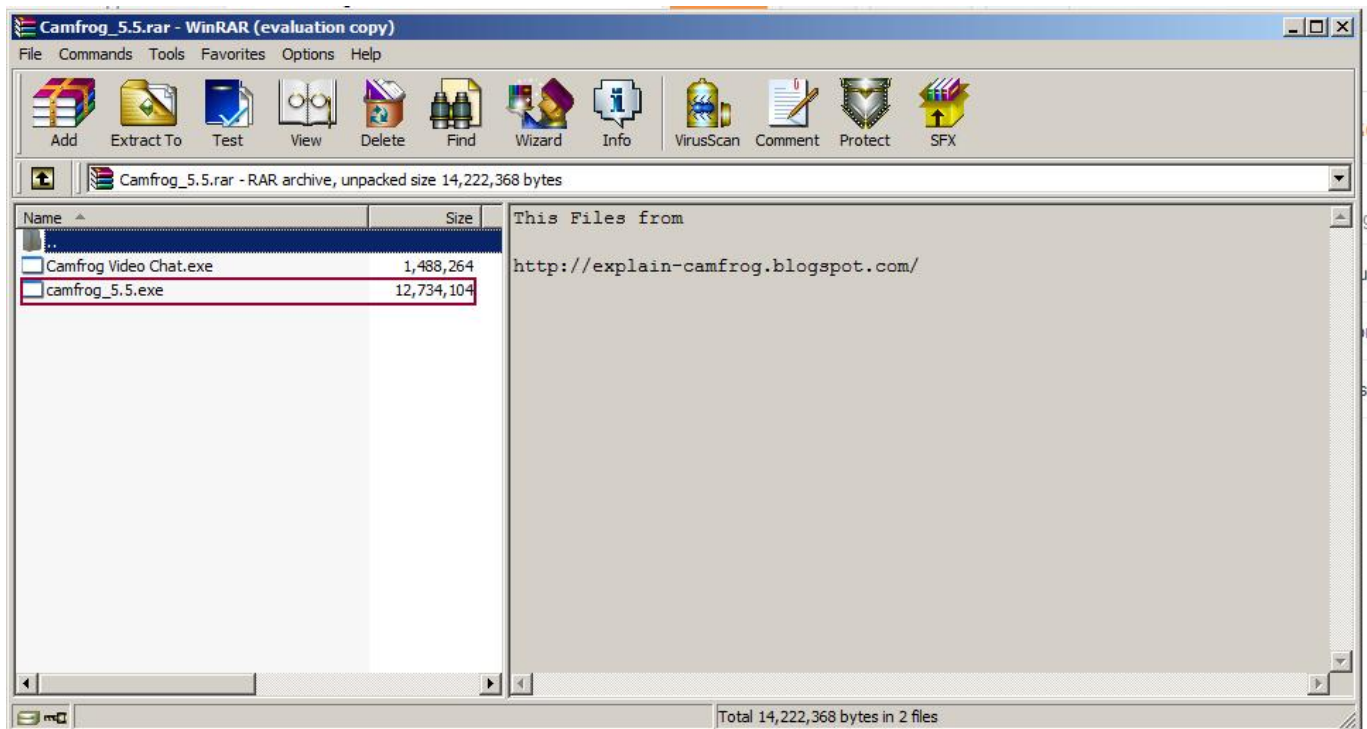 Camfrog_5.5.rar - WinRAR (evaluation copy)
File Commands Tools Favorites Options Help
Add Extract To Test View Delete Find Wizard Info VirusScan Comment Protect SFX
Camfrog_5.5.rar - RAR archive, unpacked size 14,222,368 bytes
Name Size
..
Camfrog Video Chat.exe 1,488,264
camfrog_5.5.exe 12,734,104
This Files from
http://explain-camfrog.blogspot.com/
Total 14,222,368 bytes in 2 files